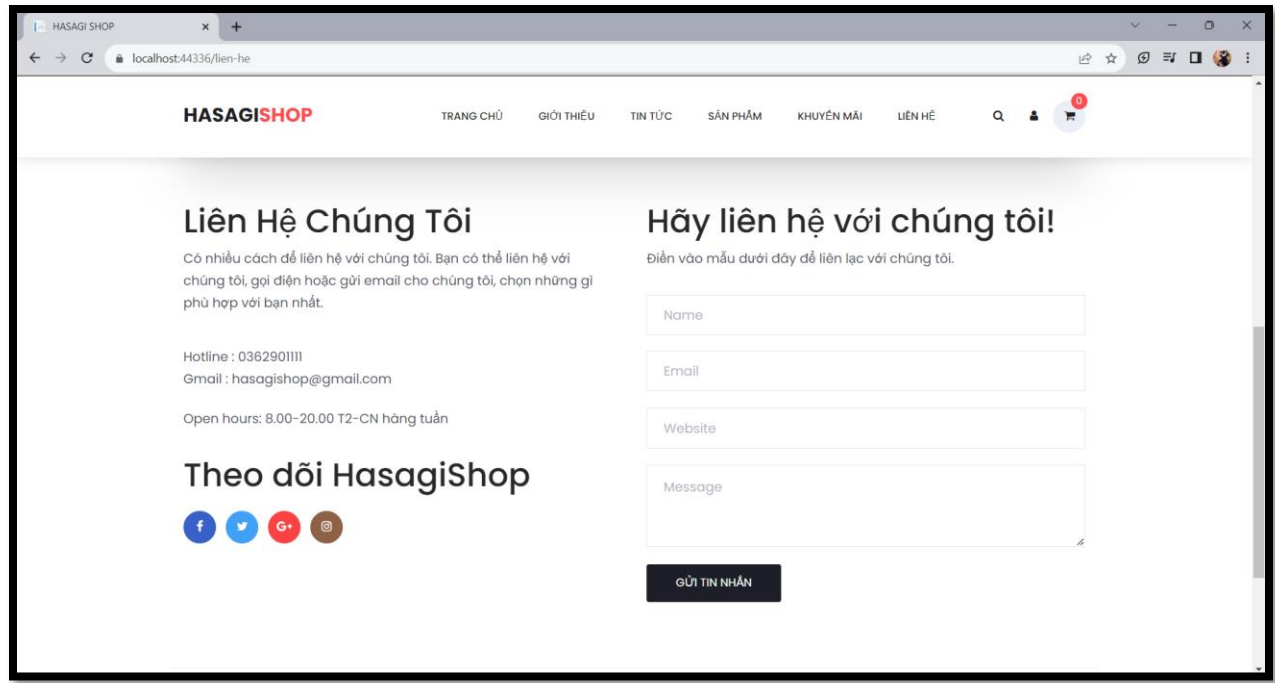 HASAGI SHOP
localhost:44336/lien-he
HASAGISHOP
TRANG CHỦ GIỚI THIỆU TIN TỨC SẢN PHẨM KHUYẾN MÃI LIÊN HỆ
0
Liên Hệ Chúng Tôi
Có nhiều cách để liên hệ với chúng tôi. Bạn có thể liên hệ với
chúng tôi, gọi điện hoặc gửi email cho chúng tôi, chọn những gì
phù hợp với bạn nhất.
Hotline : 0362901111
Gmail : hasagishop@gmail.com
Open hours: 8.00-20.00 T2-CN hàng tuần
Theo dõi HasagiShop
Hãy liên hệ với chúng tôi!
Điền vào mẫu dưới đây để liên lạc với chúng tôi.
Name
Email
Website
Message
GỬI TIN NHẮN